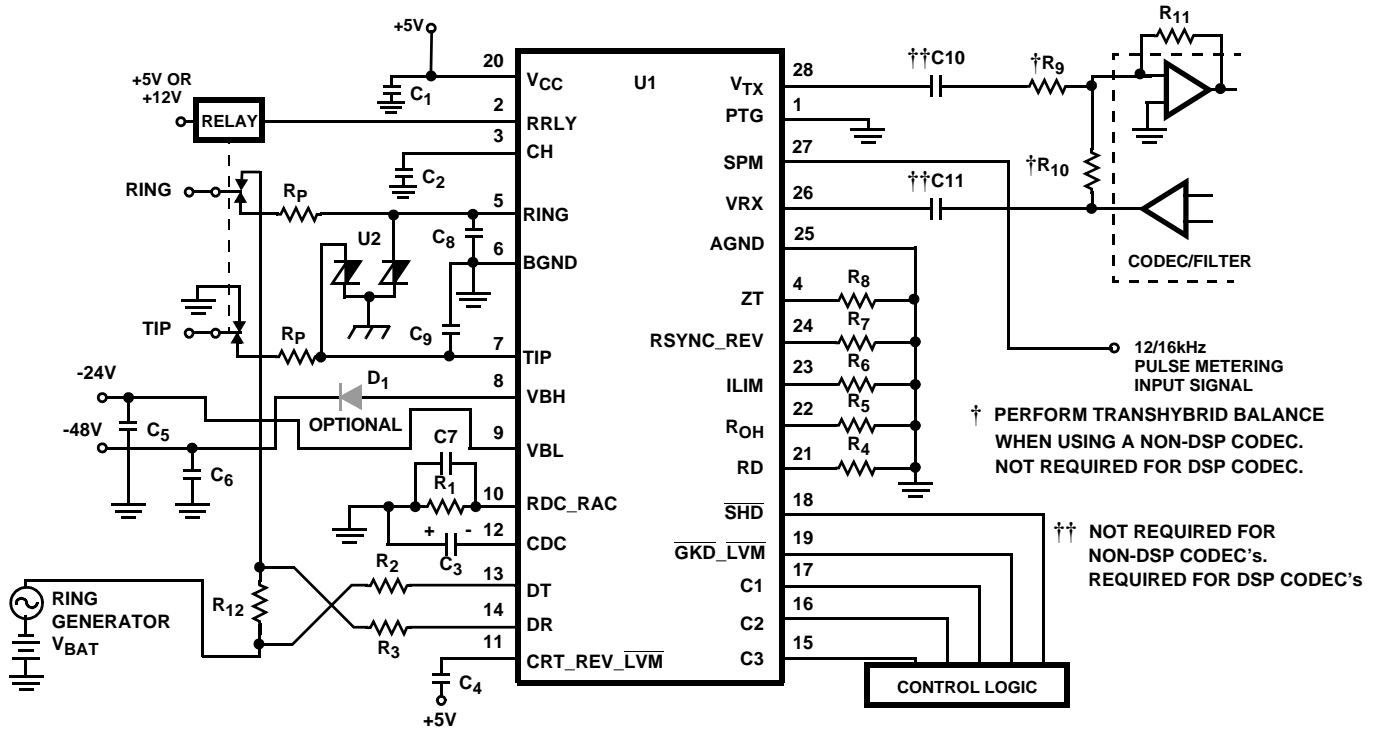 +5V
20
VCC
C1
+5V OR
+12V
RELAY
2
RRLY
3
CH
C2
RING
RP
5
RING
U2
C8
6
BGND
C9
TIP
RP
7
TIP
-24V
D1
8
VBH
OPTIONAL
-48V
C5
9
VBL
C6
C7
R1
10
RDC_RAC
+ -
12
CDC
C3
R2
13
DT
RING
GENERATOR
VBAT
R12
14
DR
R3
11
CRT_REV_LVM
C4
+5V
U1
28
VTX
††C10
†R9
R11
1
PTG
27
SPM
†R10
††C11
26
VRX
25
AGND
CODEC/FILTER
4
ZT
R8
24
RSYNC_REV
R7
23
ILIM
R6
22
ROH
R5
21
RD
R4
18
SHD
19
GKD_LVM
17
C1
16
C2
15
C3
CONTROL LOGIC
12/16kHz
PULSE METERING
INPUT SIGNAL
† PERFORM TRANSHYBRID BALANCE
WHEN USING A NON-DSP CODEC.
NOT REQUIRED FOR DSP CODEC.
†† NOT REQUIRED FOR
NON-DSP CODEC's.
REQUIRED FOR DSP CODEC's